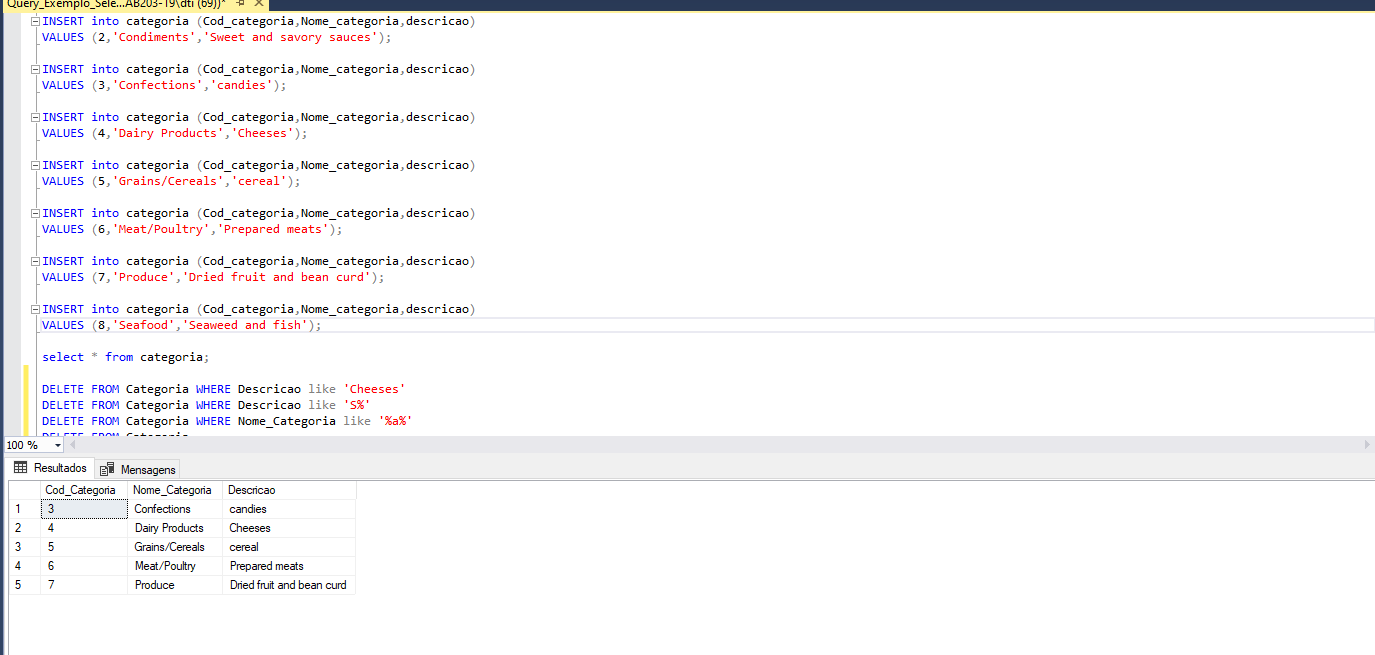 Query_Exemplo_Sele...AB203-19\dti (69))*
INSERT into categoria (Cod_categoria,Nome_categoria,descricao)
VALUES (2,'Condiments','Sweet and savory sauces');
INSERT into categoria (Cod_categoria,Nome_categoria,descricao)
VALUES (3,'Confections','candies');
INSERT into categoria (Cod_categoria,Nome_categoria,descricao)
VALUES (4,'Dairy Products','Cheeses');
INSERT into categoria (Cod_categoria,Nome_categoria,descricao)
VALUES (5,'Grains/Cereals','cereal');
INSERT into categoria (Cod_categoria,Nome_categoria,descricao)
VALUES (6,'Meat/Poultry','Prepared meats');
INSERT into categoria (Cod_categoria,Nome_categoria,descricao)
VALUES (7,'Produce','Dried fruit and bean curd');
INSERT into categoria (Cod_categoria,Nome_categoria,descricao)
VALUES (8,'Seafood','Seaweed and fish');
select * from categoria;
DELETE FROM Categoria WHERE Descricao like 'Cheeses'
DELETE FROM Categoria WHERE Descricao like 'S%'
DELETE FROM Categoria WHERE Nome_Categoria like '%a%'
DELETE FROM Categoria
100 %
Resultados Mensagens
Cod_Categoria Nome_Categoria Descricao
1 3 Confections candies
2 4 Dairy Products Cheeses
3 5 Grains/Cereals cereal
4 6 Meat/Poultry Prepared meats
5 7 Produce Dried fruit and bean curd